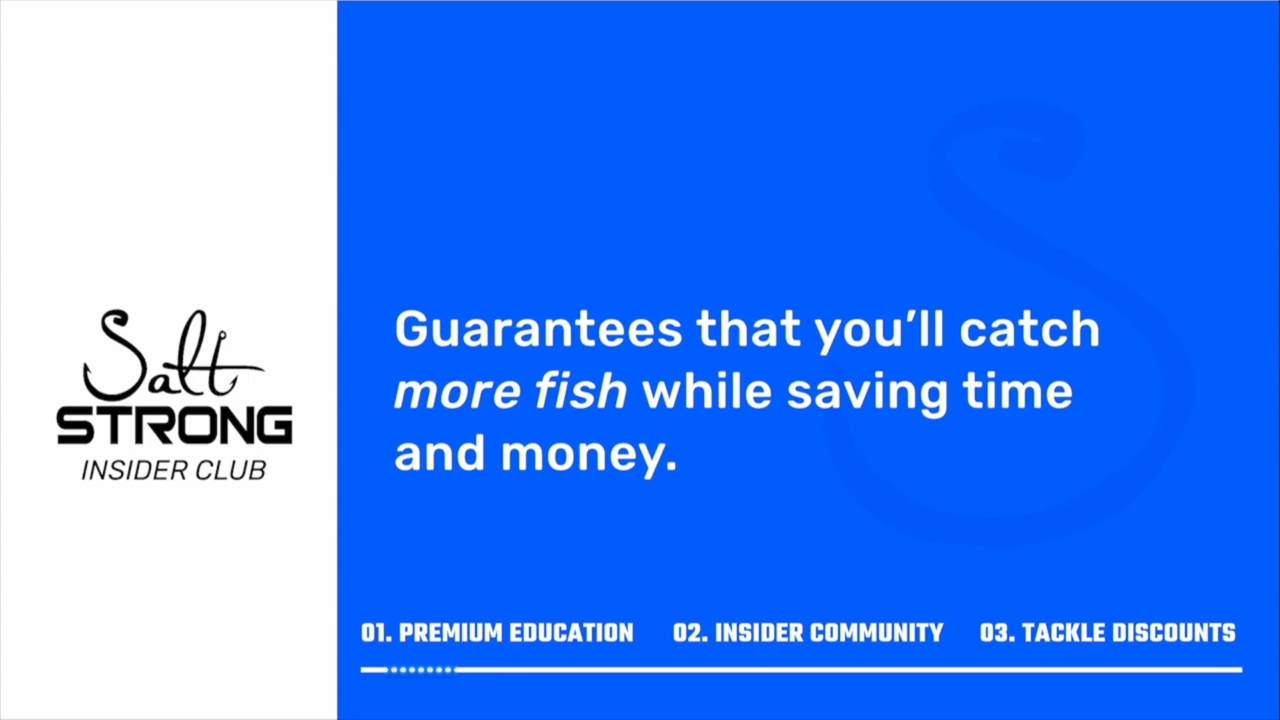 Salt
STRONG
INSIDER CLUB
Guarantees that you’ll catch
more fish while saving time
and money.
01. PREMIUM EDUCATION 02. INSIDER COMMUNITY 03. TACKLE DISCOUNTS